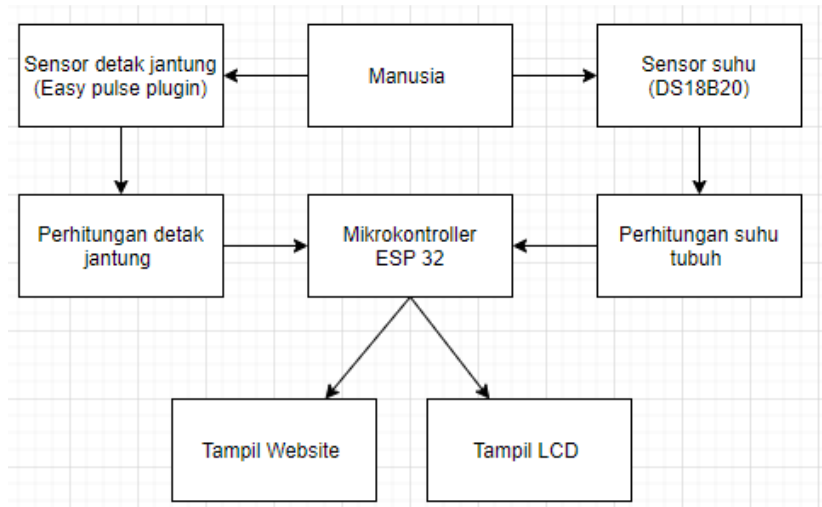 Sensor detak jantung
(Easy pulse plugin)
Manusia
Sensor suhu
(DS18B20)
Perhitungan detak
jantung
Mikrokontroller
ESP 32
Perhitungan suhu
tubuh
Tampil Website
Tampil LCD